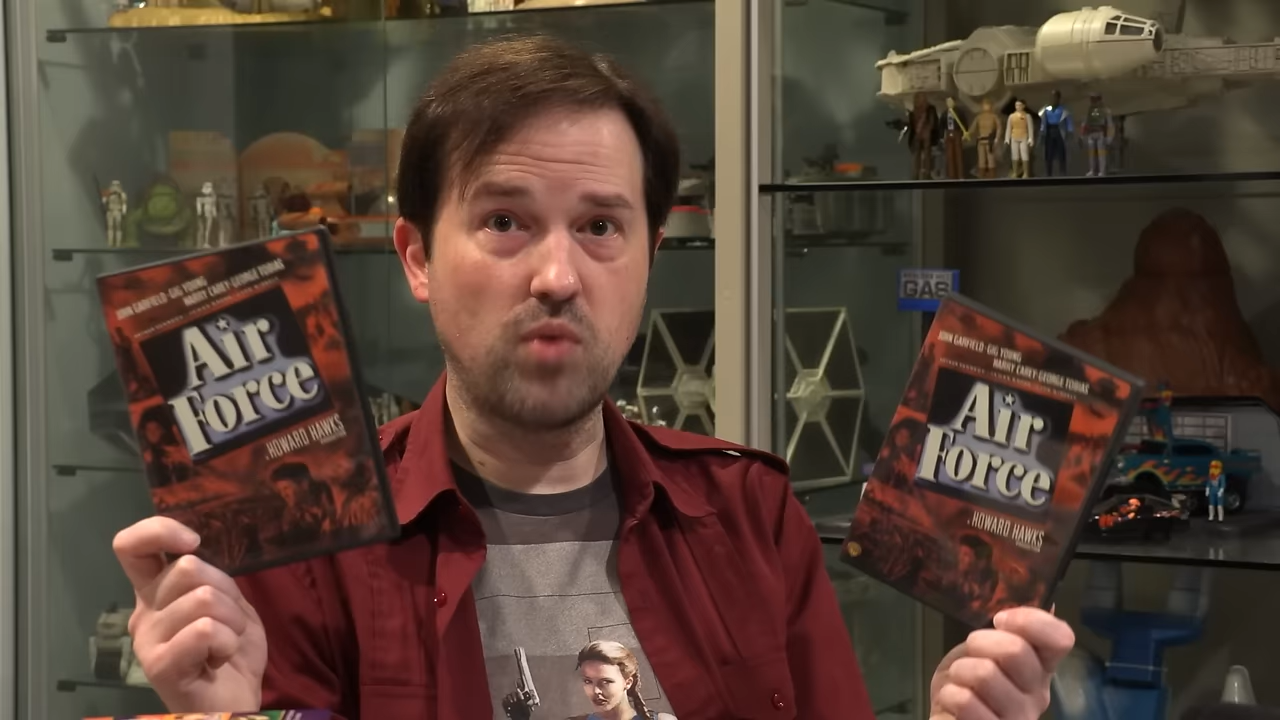 JOHN GARFIELD · GIG YOUNG
HARRY CAREY · GEORGE TOBIAS
Air
Force
HOWARD HAWKS
GAS
JOHN GARFIELD · GIG YOUNG
HARRY CAREY · GEORGE TOBIAS
Air
Force
HOWARD HAWKS